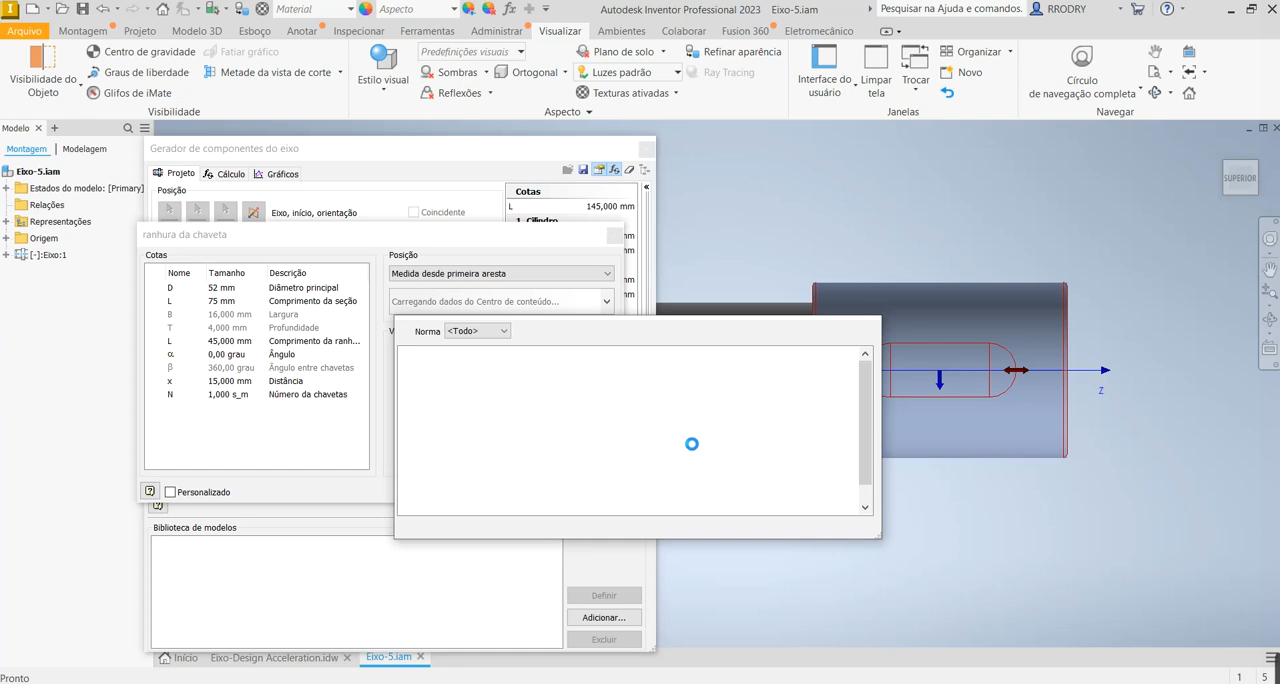 Material
Aspecto
Autodesk Inventor Professional 2023 Eixo-5.iam
Pesquisar na Ajuda e comandos.
RRODRY
Arquivo Montagem Projeto Modelo 3D Esboço Anotar Inspecionar Ferramentas Administrar Visualizar Ambientes Colaborar Fusion 360 Eletromecânico
Visibilidade do
Objeto
Centro de gravidade
Graus de liberdade
Glifos de iMate
Fatiar gráfico
Metade da vista de corte
Visibilidade
Estilo visual
Predefinições visuais
Sombras
Reflexões
Ortogonal
Plano de solo
Luzes padrão
Texturas ativadas
Refinar aparência
Ray Tracing
Aspecto
Interface do
usuário
Limpar
tela
Trocar
Organizar
Novo
Janelas
Círculo
de navegação completa
Navegar
Modelo
Montagem Modelagem
Eixo-5.iam
Estados do modelo: [Primary]
Relações
Representações
Origem
[-]:Eixo:1
Gerador de componentes do eixo
Projeto Cálculo Gráficos
Posição
Eixo, início, orientação
Coincidente
Cotas
L 145,000 mm
1. Cilindro
ranhura da chaveta
Cotas
Nome Tamanho Descrição
D 52 mm Diâmetro principal
L 75 mm Comprimento da seção
B 16,000 mm Largura
T 4,000 mm Profundidade
L 45,000 mm Comprimento da ranh...
α 0,00 grau Ângulo
β 360,00 grau Ângulo entre chavetas
x 15,000 mm Distância
N 1,000 s_m Número da chavetas
Personalizado
Posição
Medida desde primeira aresta
Carregando dados do Centro de conteúdo...
Norma <Todo>
Biblioteca de modelos
Definir
Adicionar...
Excluir
SUPERIOR
Z
Início Eixo-Design Acceleration.idw Eixo-5.iam
Pronto
1 5